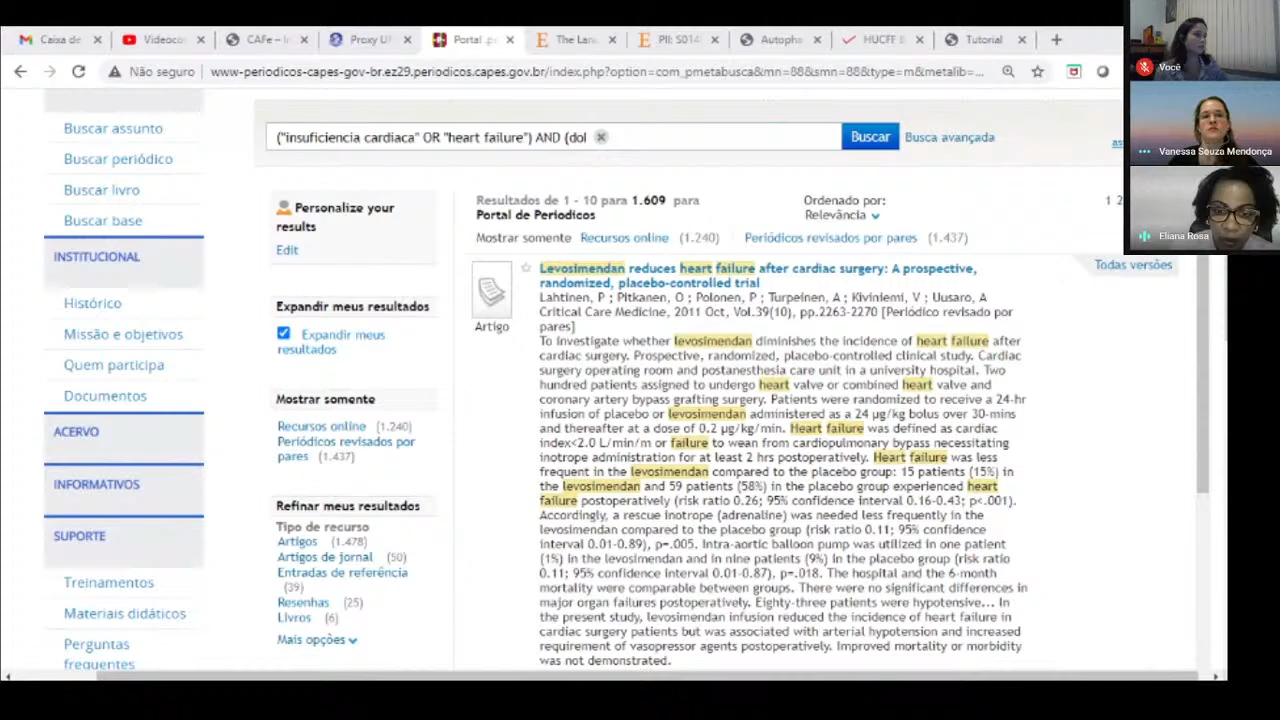 Caixa de
Videocon
CAFe – In
Proxy UF
Portal .pe
The Lan
PII: S014
Autopha
HUCFF B
Tutorial
Não seguro
www-periodicos-capes-gov-br.ez29.periodicos.capes.gov.br/index.php?option=com_pmetabusca&mn=88&smn=88&type=m&metalib=...
Você
Vanessa Souza Mendonça
Eliana Rosa
Buscar assunto
Buscar periódico
Buscar livro
Buscar base
INSTITUCIONAL
Histórico
Missão e objetivos
Quem participa
Documentos
ACERVO
INFORMATIVOS
SUPORTE
Treinamentos
Materiais didáticos
Perguntas
frequentes
("insuficiencia cardiaca" OR "heart failure") AND (dol
Buscar
Busca avançada
Personalize your
results
Edit
Expandir meus resultados
Expandir meus
resultados
Mostrar somente
Recursos online (1.240)
Periódicos revisados por
pares (1.437)
Refinar meus resultados
Tipo de recurso
Artigos (1.478)
Artigos de jornal (50)
Entradas de referência
(39)
Resenhas (25)
Livros (6)
Mais opções
Resultados de 1 - 10 para 1.609 para
Portal de Periodicos
Ordenado por:
Relevância
1 2
Mostrar somente Recursos online (1.240) Periódicos revisados por pares (1.437)
Todas versões
Artigo
Levosimendan reduces heart failure after cardiac surgery: A prospective,
randomized, placebo-controlled trial
Lahtinen, P ; Pitkanen, O ; Polonen, P ; Turpeinen, A ; Kiviniemi, V ; Uusaro, A
Critical Care Medicine, 2011 Oct, Vol.39(10), pp.2263-2270 [Periódico revisado por
pares]
To investigate whether levosimendan diminishes the incidence of heart failure after
cardiac surgery. Prospective, randomized, placebo-controlled clinical study. Cardiac
surgery operating room and postanesthesia care unit in a university hospital. Two
hundred patients assigned to undergo heart valve or combined heart valve and
coronary artery bypass grafting surgery. Patients were randomized to receive a 24-hr
infusion of placebo or levosimendan administered as a 24 µg/kg bolus over 30-mins
and thereafter at a dose of 0.2 µg/kg/min. Heart failure was defined as cardiac
index<2.0 L/min/m or failure to wean from cardiopulmonary bypass necessitating
inotrope administration for at least 2 hrs postoperatively. Heart failure was less
frequent in the levosimendan compared to the placebo group: 15 patients (15%) in
the levosimendan and 59 patients (58%) in the placebo group experienced heart
failure postoperatively (risk ratio 0.26; 95% confidence interval 0.16-0.43; p<.001).
Accordingly, a rescue inotrope (adrenaline) was needed less frequently in the
levosimendan compared to the placebo group (risk ratio 0.11; 95% confidence
interval 0.01-0.89), p=.005. Intra-aortic balloon pump was utilized in one patient
(1%) in the levosimendan and in nine patients (9%) in the placebo group (risk ratio
0.11; 95% confidence interval 0.01-0.87), p=.018. The hospital and the 6-month
mortality were comparable between groups. There were no significant differences in
major organ failures postoperatively. Eighty-three patients were hypotensive... In
the present study, levosimendan infusion reduced the incidence of heart failure in
cardiac surgery patients but was associated with arterial hypotension and increased
requirement of vasopressor agents postoperatively. Improved mortality or morbidity
was not demonstrated.